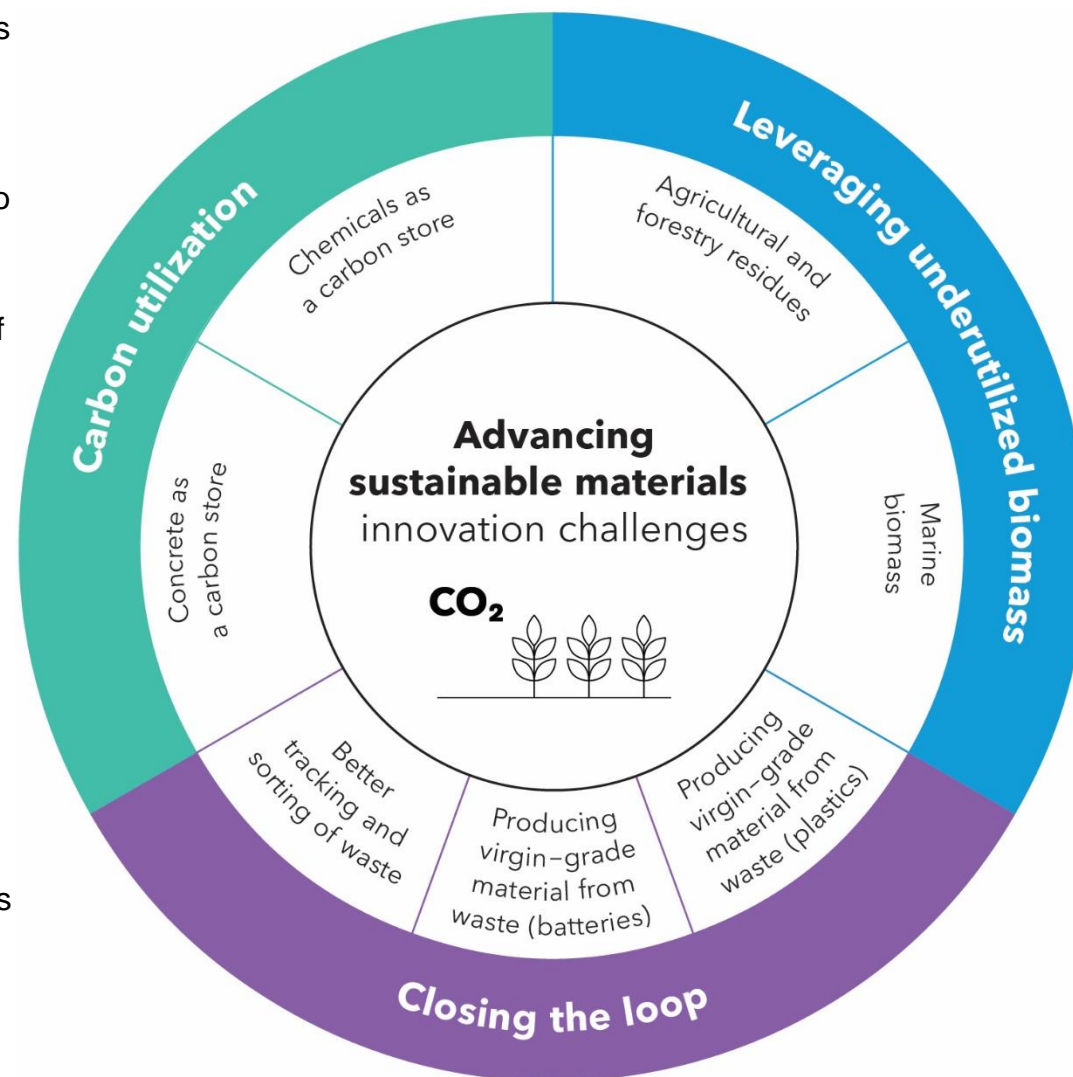 s
o
f
s
Carbon utilization
Chemicals as
a carbon store
Concrete as
a carbon store
Leveraging underutilized biomass
Agricultural and
forestry residues
Marine
biomass
Closing the loop
Better
tracking and
sorting of waste
Producing
virgin–grade
material from
waste (batteries)
Producing
virgin–grade
material from
waste (plastics)
Advancing
sustainable materials
innovation challenges
CO₂